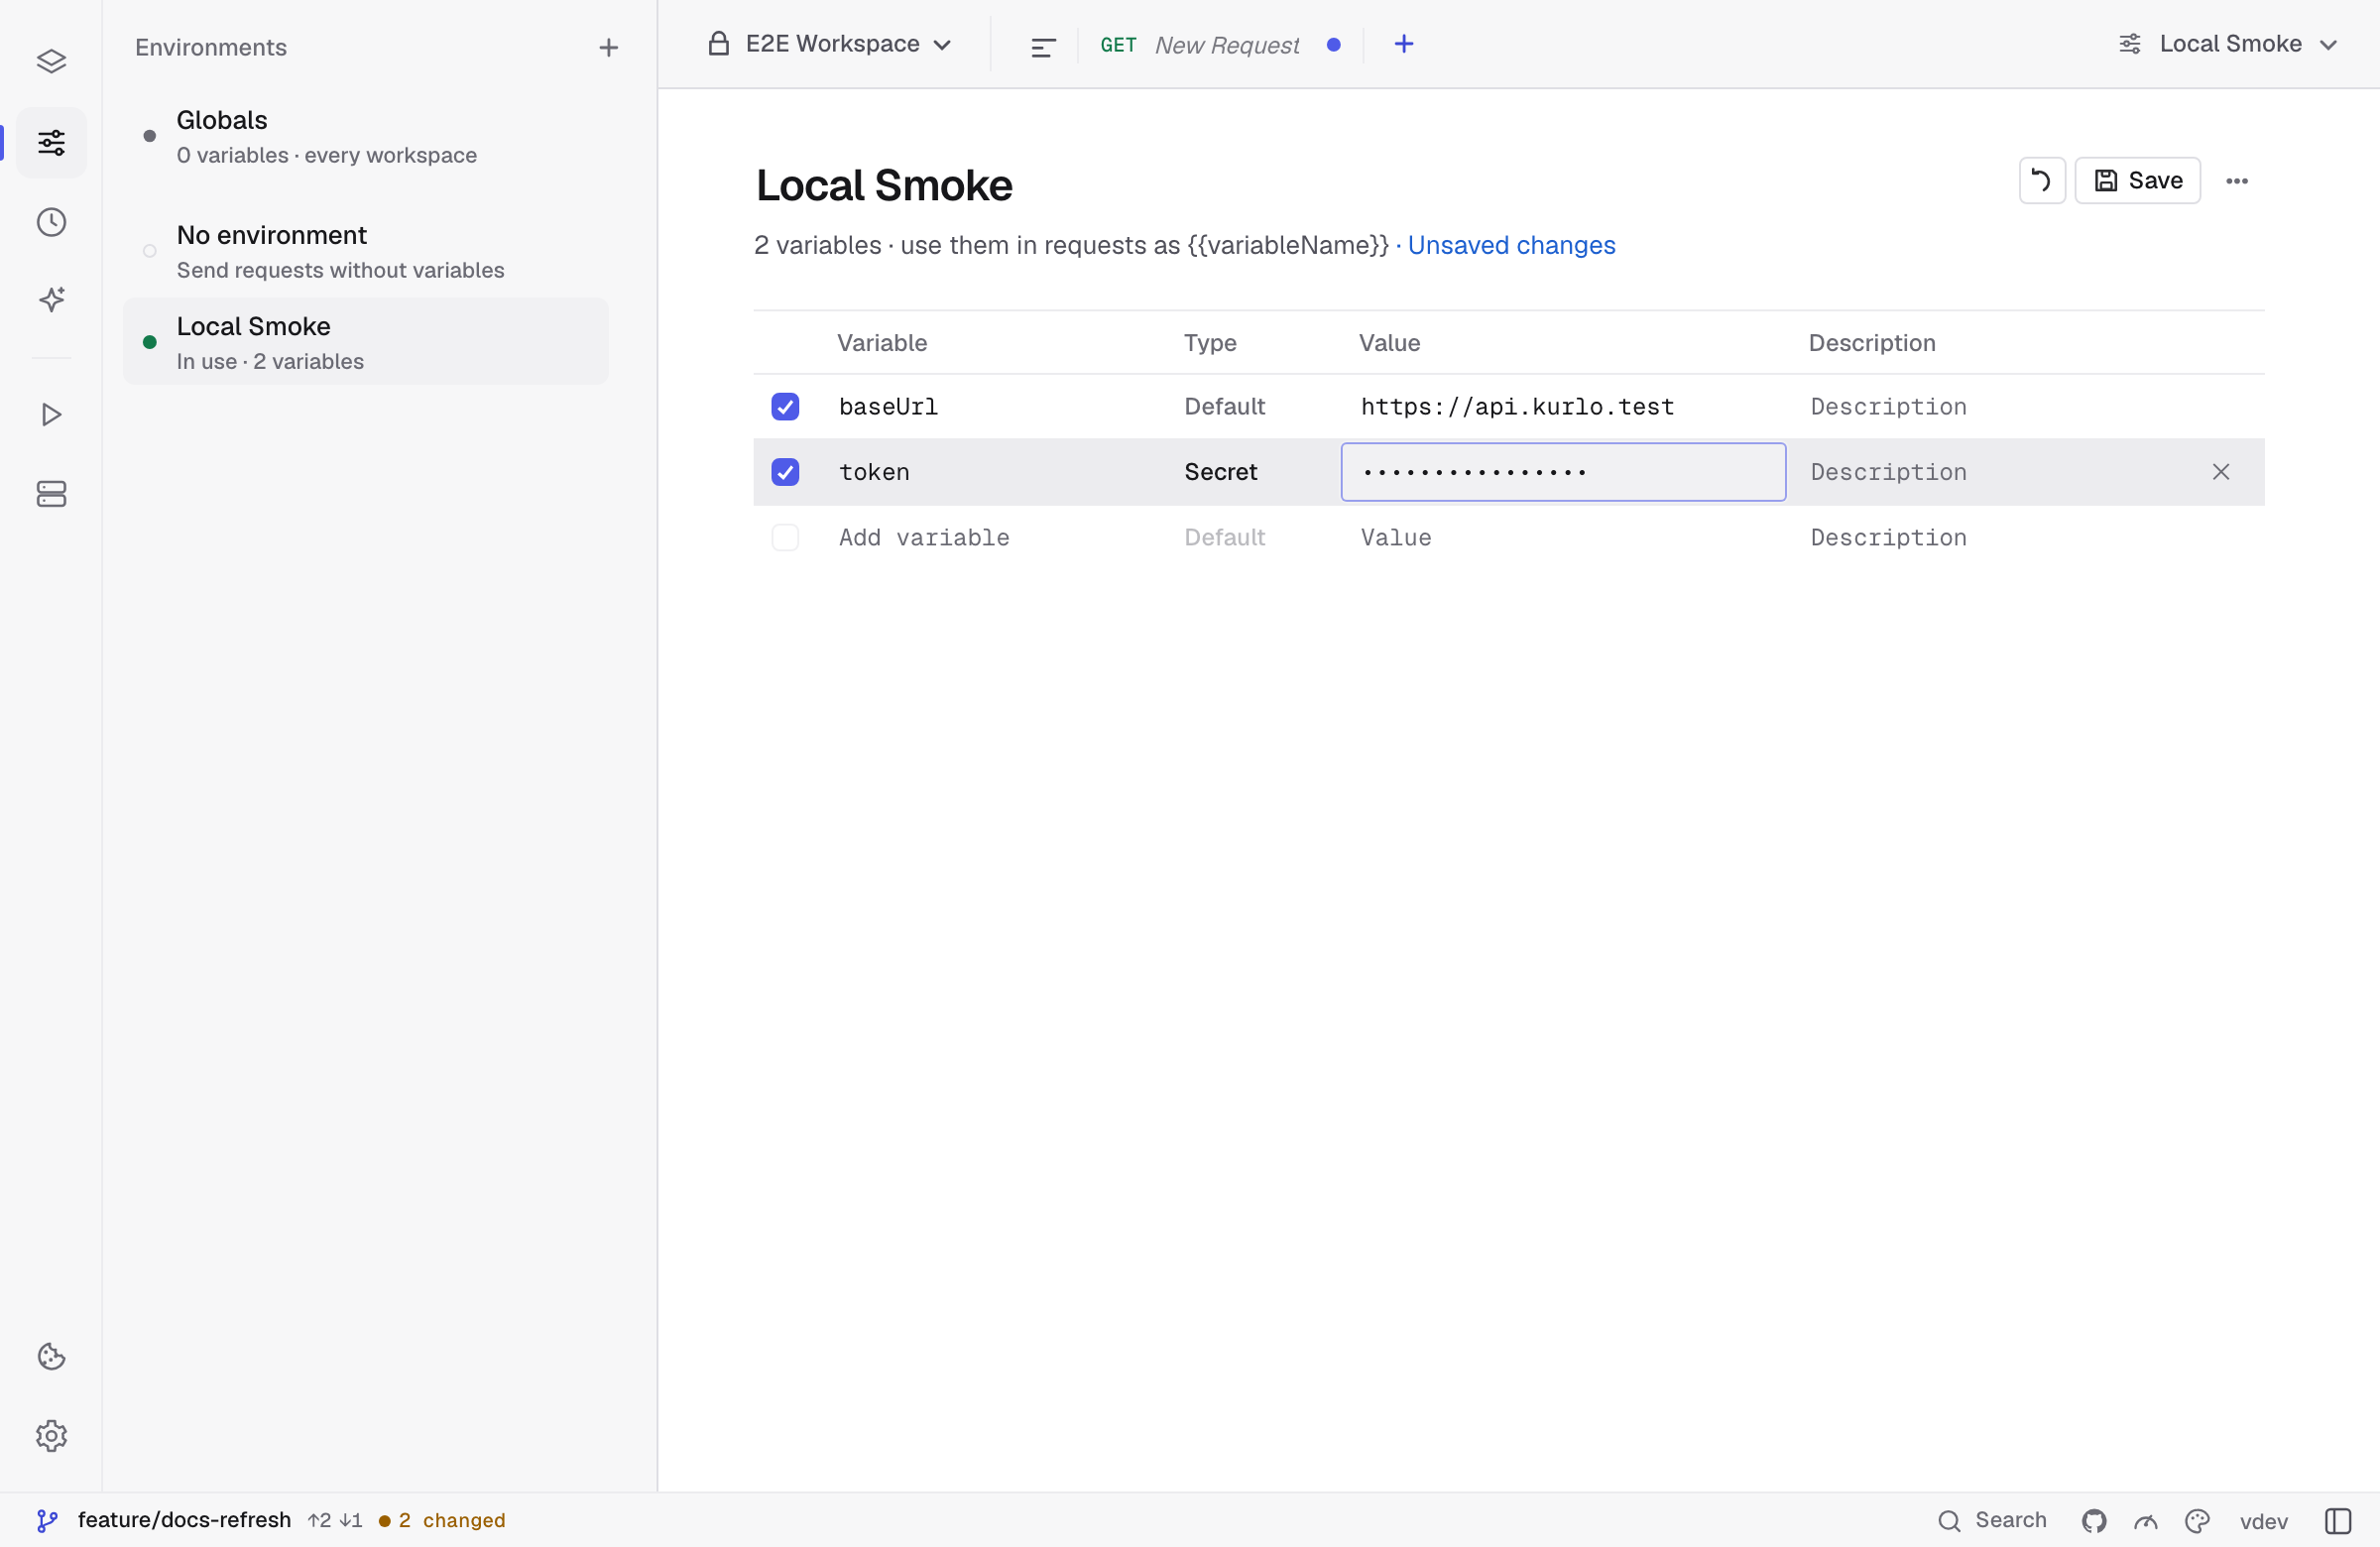 Environments
Globals
0 variables · every workspace
No environment
Send requests without variables
Local Smoke
In use · 2 variables
E2E Workspace
GET New Request
Local Smoke
Local Smoke
Save
2 variables · use them in requests as {{variableName}} · Unsaved changes
Variable Type Value Description
baseUrl Default https://api.kurlo.test Description
token Secret •••••••••••••••• Description
Add variable Default Value Description
feature/docs-refresh ↑2 ↓1 2 changed
Search vdev